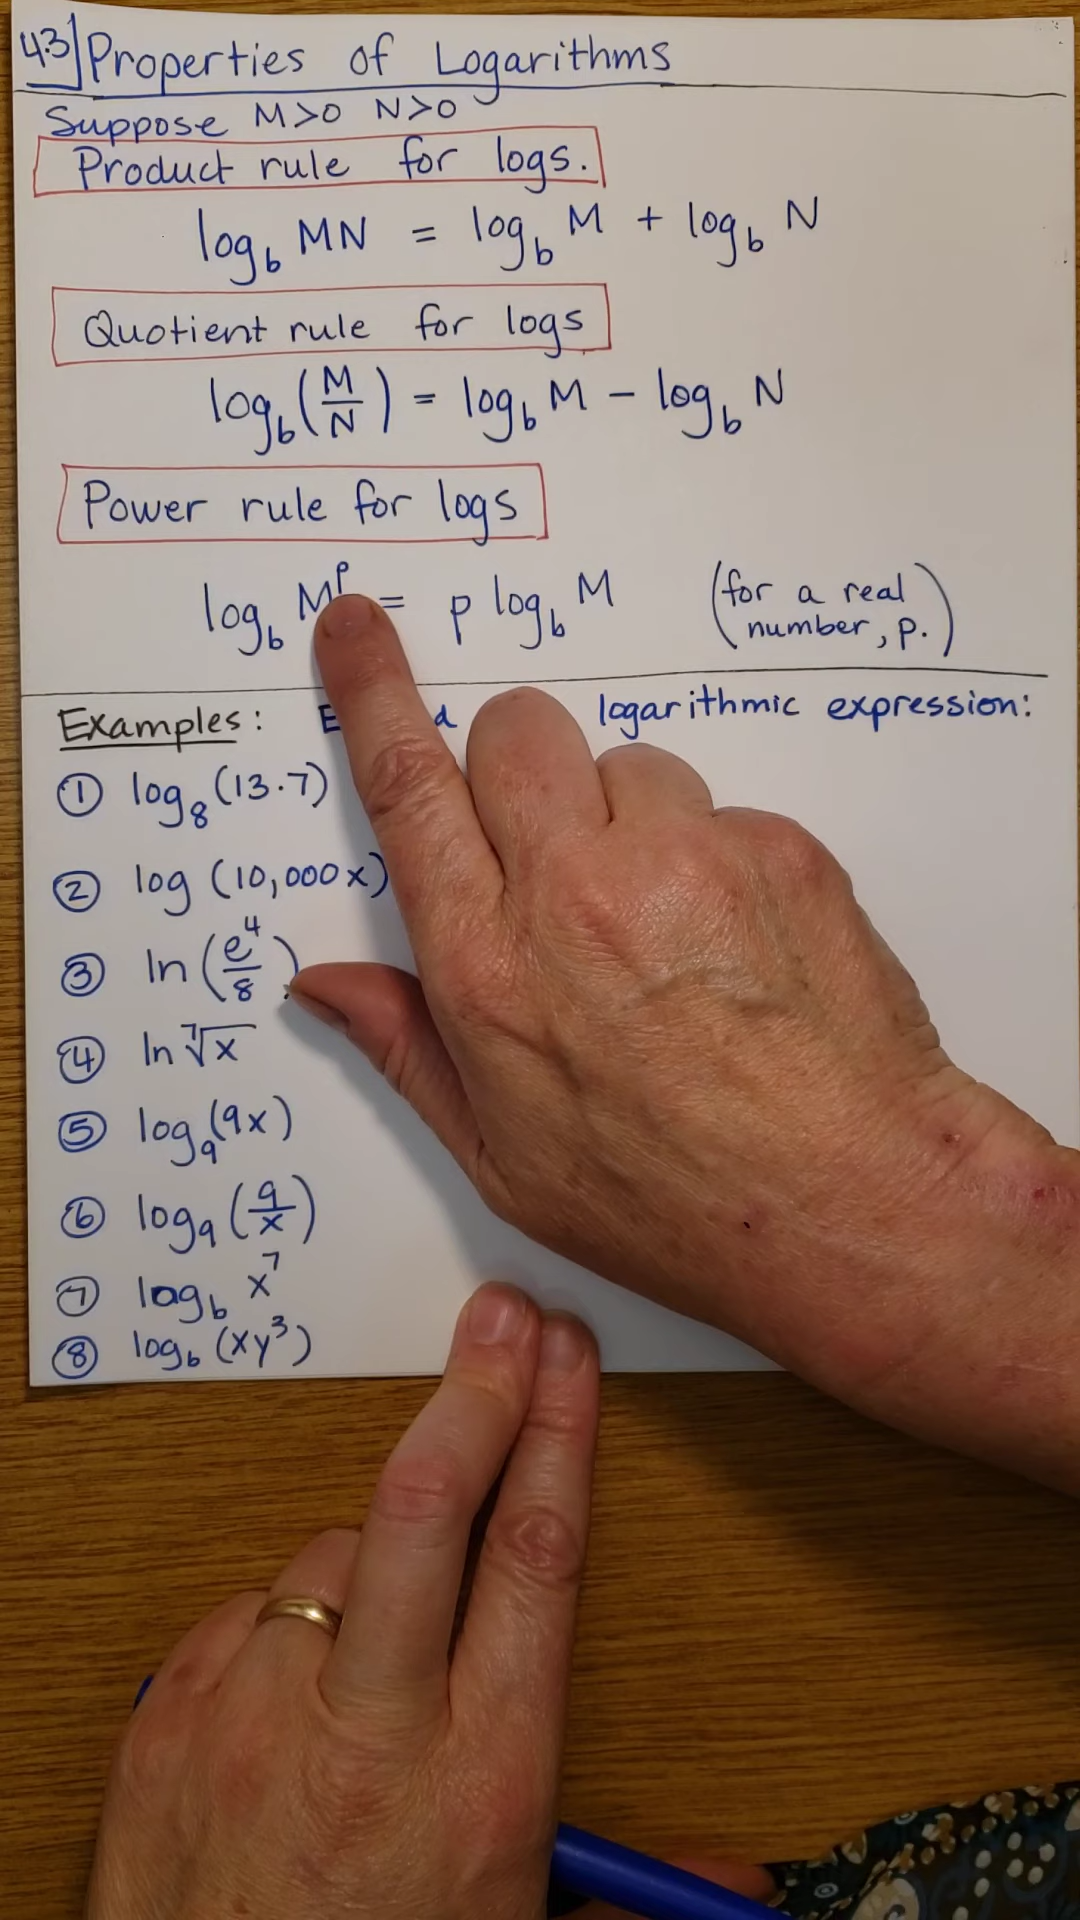 4.3 Properties of Logarithms
Suppose M>0 N>0
Product rule for logs.
log_b MN = log_b M + log_b N
Quotient rule for logs
log_b (M/N) = log_b M - log_b N
Power rule for logs
log_b M^p = p log_b M (for a real number, p.)
Examples: logarithmic expression:
① log_8 (13·7)
② log (10,000x)
③ ln (e^4/8)
④ ln ⁷√x
⑤ log_9 (9x)
⑥ log_9 (9/x)
⑦ log_b x^7
⑧ log_b (xy^3)